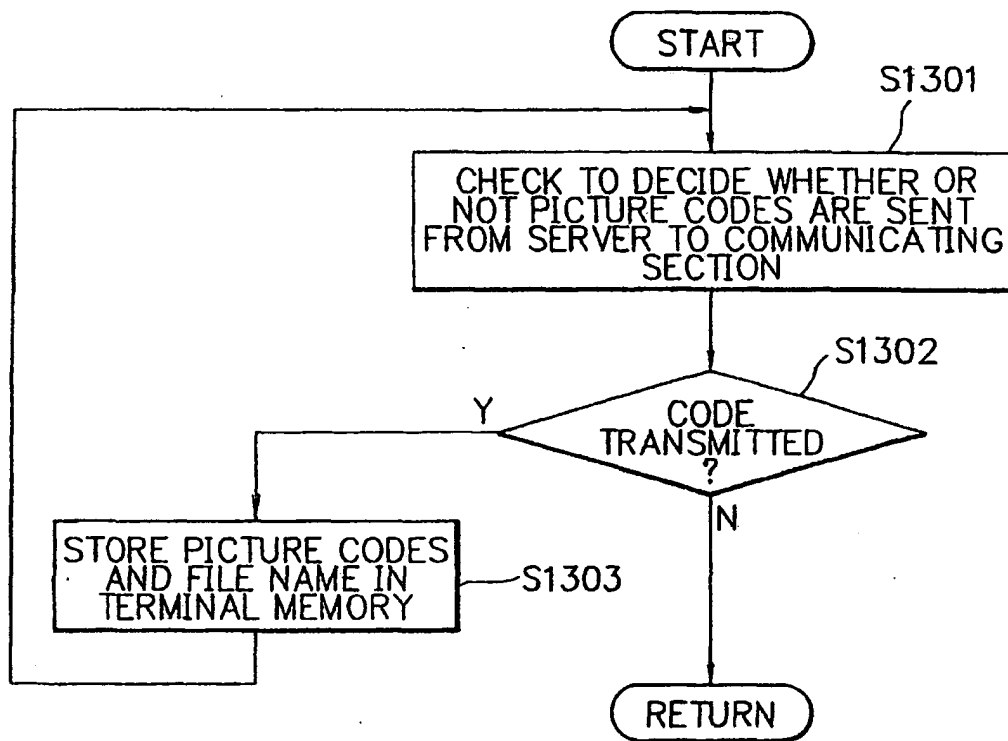 START
S1301
CHECK TO DECIDE WHETHER OR
NOT PICTURE CODES ARE SENT
FROM SERVER TO COMMUNICATING
SECTION
S1302
Y
CODE
TRANSMITTED
?
N
STORE PICTURE CODES
AND FILE NAME IN
TERMINAL MEMORY
S1303
RETURN